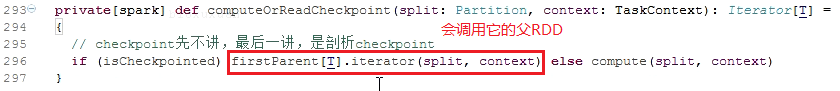 293 private[spark] def computeOrReadCheckpoint(split: Partition, context: TaskContext): Iterator[T] =
294 {
会调用它的父RDD
295 // checkpoint先不讲，最后一讲，是剖析checkpoint
296 if (isCheckpointed) firstParent[T].iterator(split, context) else compute(split, context)
297 }